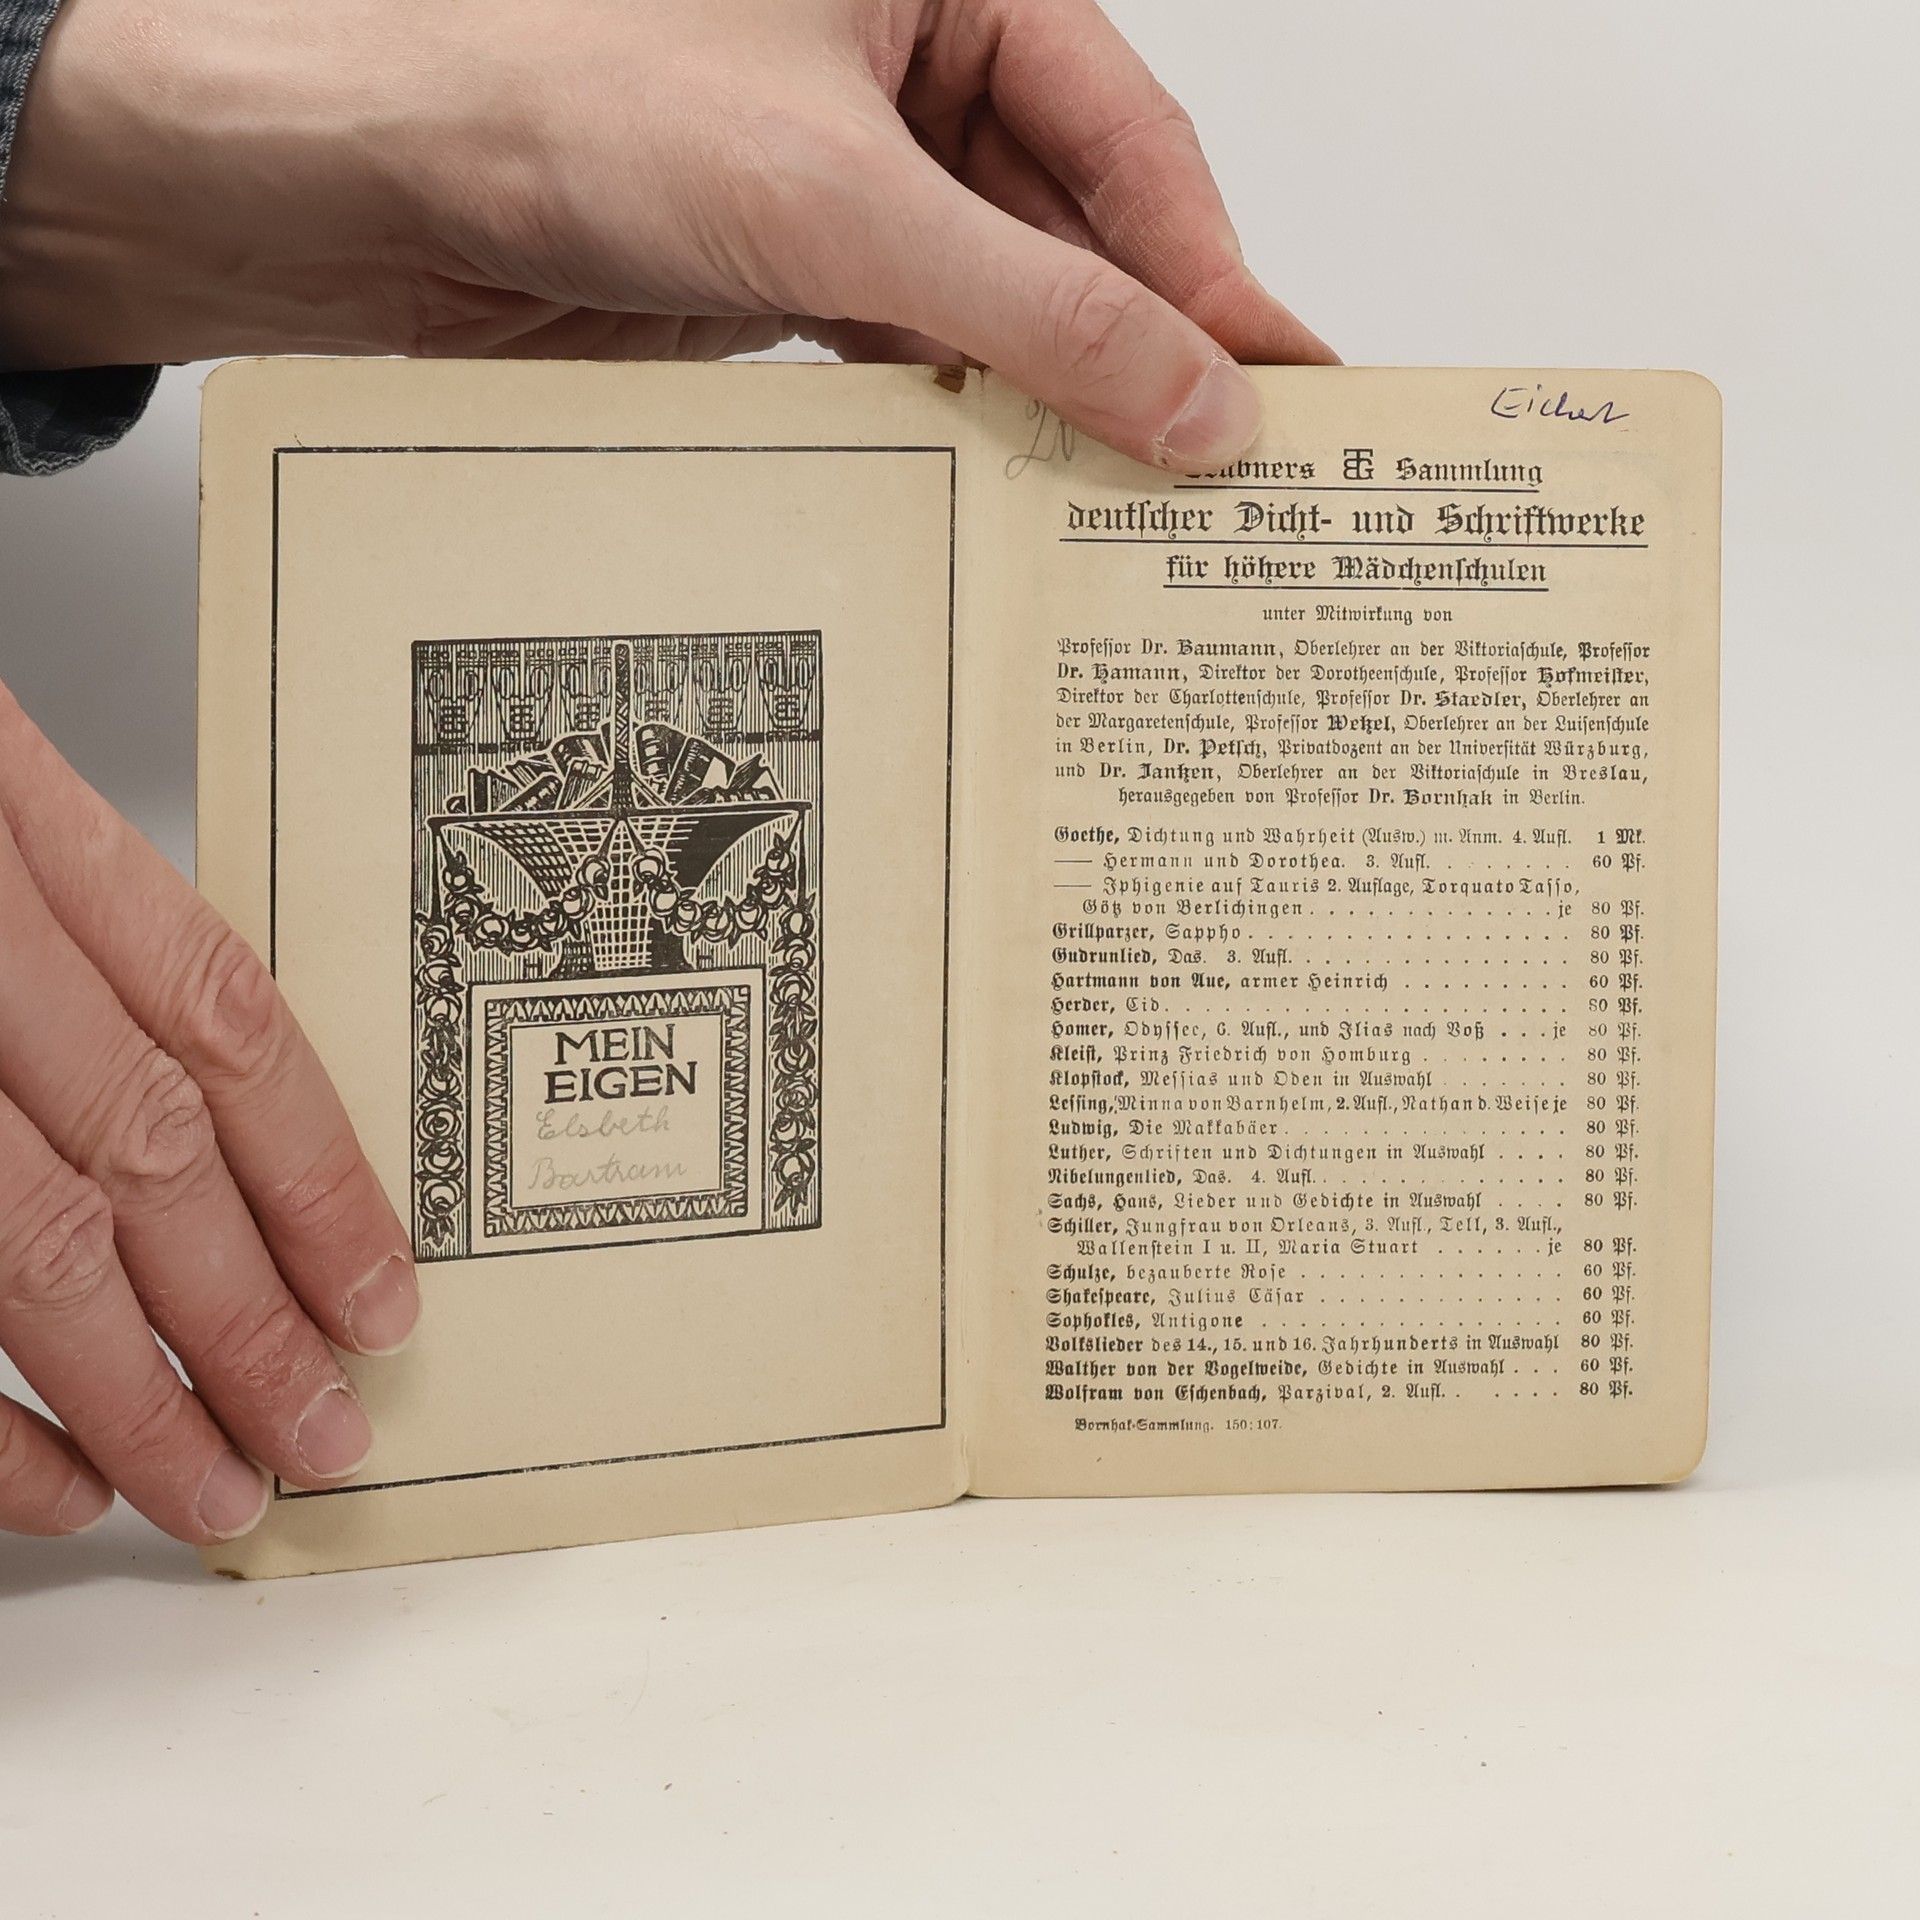 MEIN
EIGEN
Elsbeth
Bartram
H H
20
Eichert
Sammlung
deutſcher Dicht- und Schriftwerke
für höhere Mädchenſchulen
unter Mitwirkung von
Profeſſor Dr. Baumann, Oberlehrer an der Viktoriaſchule, Profeſſor
Dr. Hamann, Direktor der Dorotheenſchule, Profeſſor Hofmeiſter,
Direktor der Charlottenſchule, Profeſſor Dr. Staedler, Oberlehrer an
der Margaretenſchule, Profeſſor Wetzel, Oberlehrer an der Luiſenſchule
in Berlin, Dr. Petſch, Privatdozent an der Univerſität Würzburg,
und Dr. Jantzen, Oberlehrer an der Viktoriaſchule in Breslau,
herausgegeben von Profeſſor Dr. Bornhak in Berlin.
Goethe, Dichtung und Wahrheit (Ausw.) m. Anm. 4. Aufl. 1 Mk.
—— Hermann und Dorothea. 3. Aufl. . . . . . . . 60 Pf.
—— Iphigenie auf Tauris 2. Auflage, Torquato Taſſo,
Götz von Berlichingen . . . . . . . . . . . . . je 80 Pf.
Grillparzer, Sappho . . . . . . . . . . . . . . . . . 80 Pf.
Gudrunlied, Das. 3. Aufl. . . . . . . . . . . . . . . 80 Pf.
Hartmann von Aue, armer Heinrich . . . . . . . . . 60 Pf.
Herder, Cid . . . . . . . . . . . . . . . . . . . . . 80 Pf.
Homer, Odyſſee, 6. Aufl., und Ilias nach Voß . . . je 80 Pf.
Kleiſt, Prinz Friedrich von Homburg . . . . . . . . 80 Pf.
Klopſtock, Meſſias und Oden in Auswahl . . . . . . . 80 Pf.
Leſſing, Minna von Barnhelm, 2. Aufl., Nathan d. Weiſe je 80 Pf.
Ludwig, Die Makkabäer . . . . . . . . . . . . . . . 80 Pf.
Luther, Schriften und Dichtungen in Auswahl . . . . 80 Pf.
Nibelungenlied, Das. 4. Aufl. . . . . . . . . . . . . 80 Pf.
Sachs, Hans, Lieder und Gedichte in Auswahl . . . . 80 Pf.
Schiller, Jungfrau von Orleans, 3. Aufl., Tell, 3. Aufl.,
Wallenſtein I u. II, Maria Stuart . . . . . . je 80 Pf.
Schulze, bezauberte Roſe . . . . . . . . . . . . . . 60 Pf.
Shakeſpeare, Julius Cäſar . . . . . . . . . . . . . 60 Pf.
Sophokles, Antigone . . . . . . . . . . . . . . . . 60 Pf.
Volkslieder des 14., 15. und 16. Jahrhunderts in Auswahl 80 Pf.
Walther von der Vogelweide, Gedichte in Auswahl . . . 60 Pf.
Wolfram von Eſchenbach, Parzival, 2. Aufl. . . . . . 80 Pf.
Bornhak-Sammlung. 150: 107.